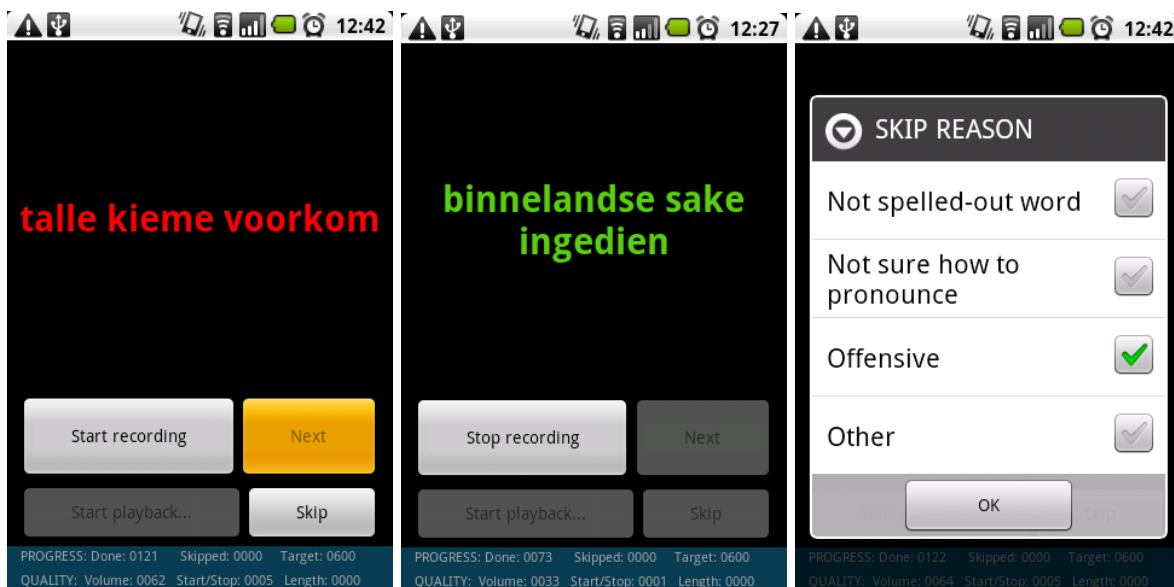 12:42
talle kieme voorkom
Start recording
Next
Start playback...
Skip
PROGRESS: Done: 0121 Skipped: 0000 Target: 0600
QUALITY: Volume: 0062 Start/Stop: 0005 Length: 0000
12:27
binnelandse sake
ingedien
Stop recording
Next
Start playback...
Skip
PROGRESS: Done: 0073 Skipped: 0000 Target: 0600
QUALITY: Volume: 0033 Start/Stop: 0001 Length: 0000
12:42
SKIP REASON
Not spelled-out word
Not sure how to
pronounce
Offensive
Other
OK
Skip
PROGRESS: Done: 0122 Skipped: 0000 Target: 0600
QUALITY: Volume: 0064 Start/Stop: 0005 Length: 0000